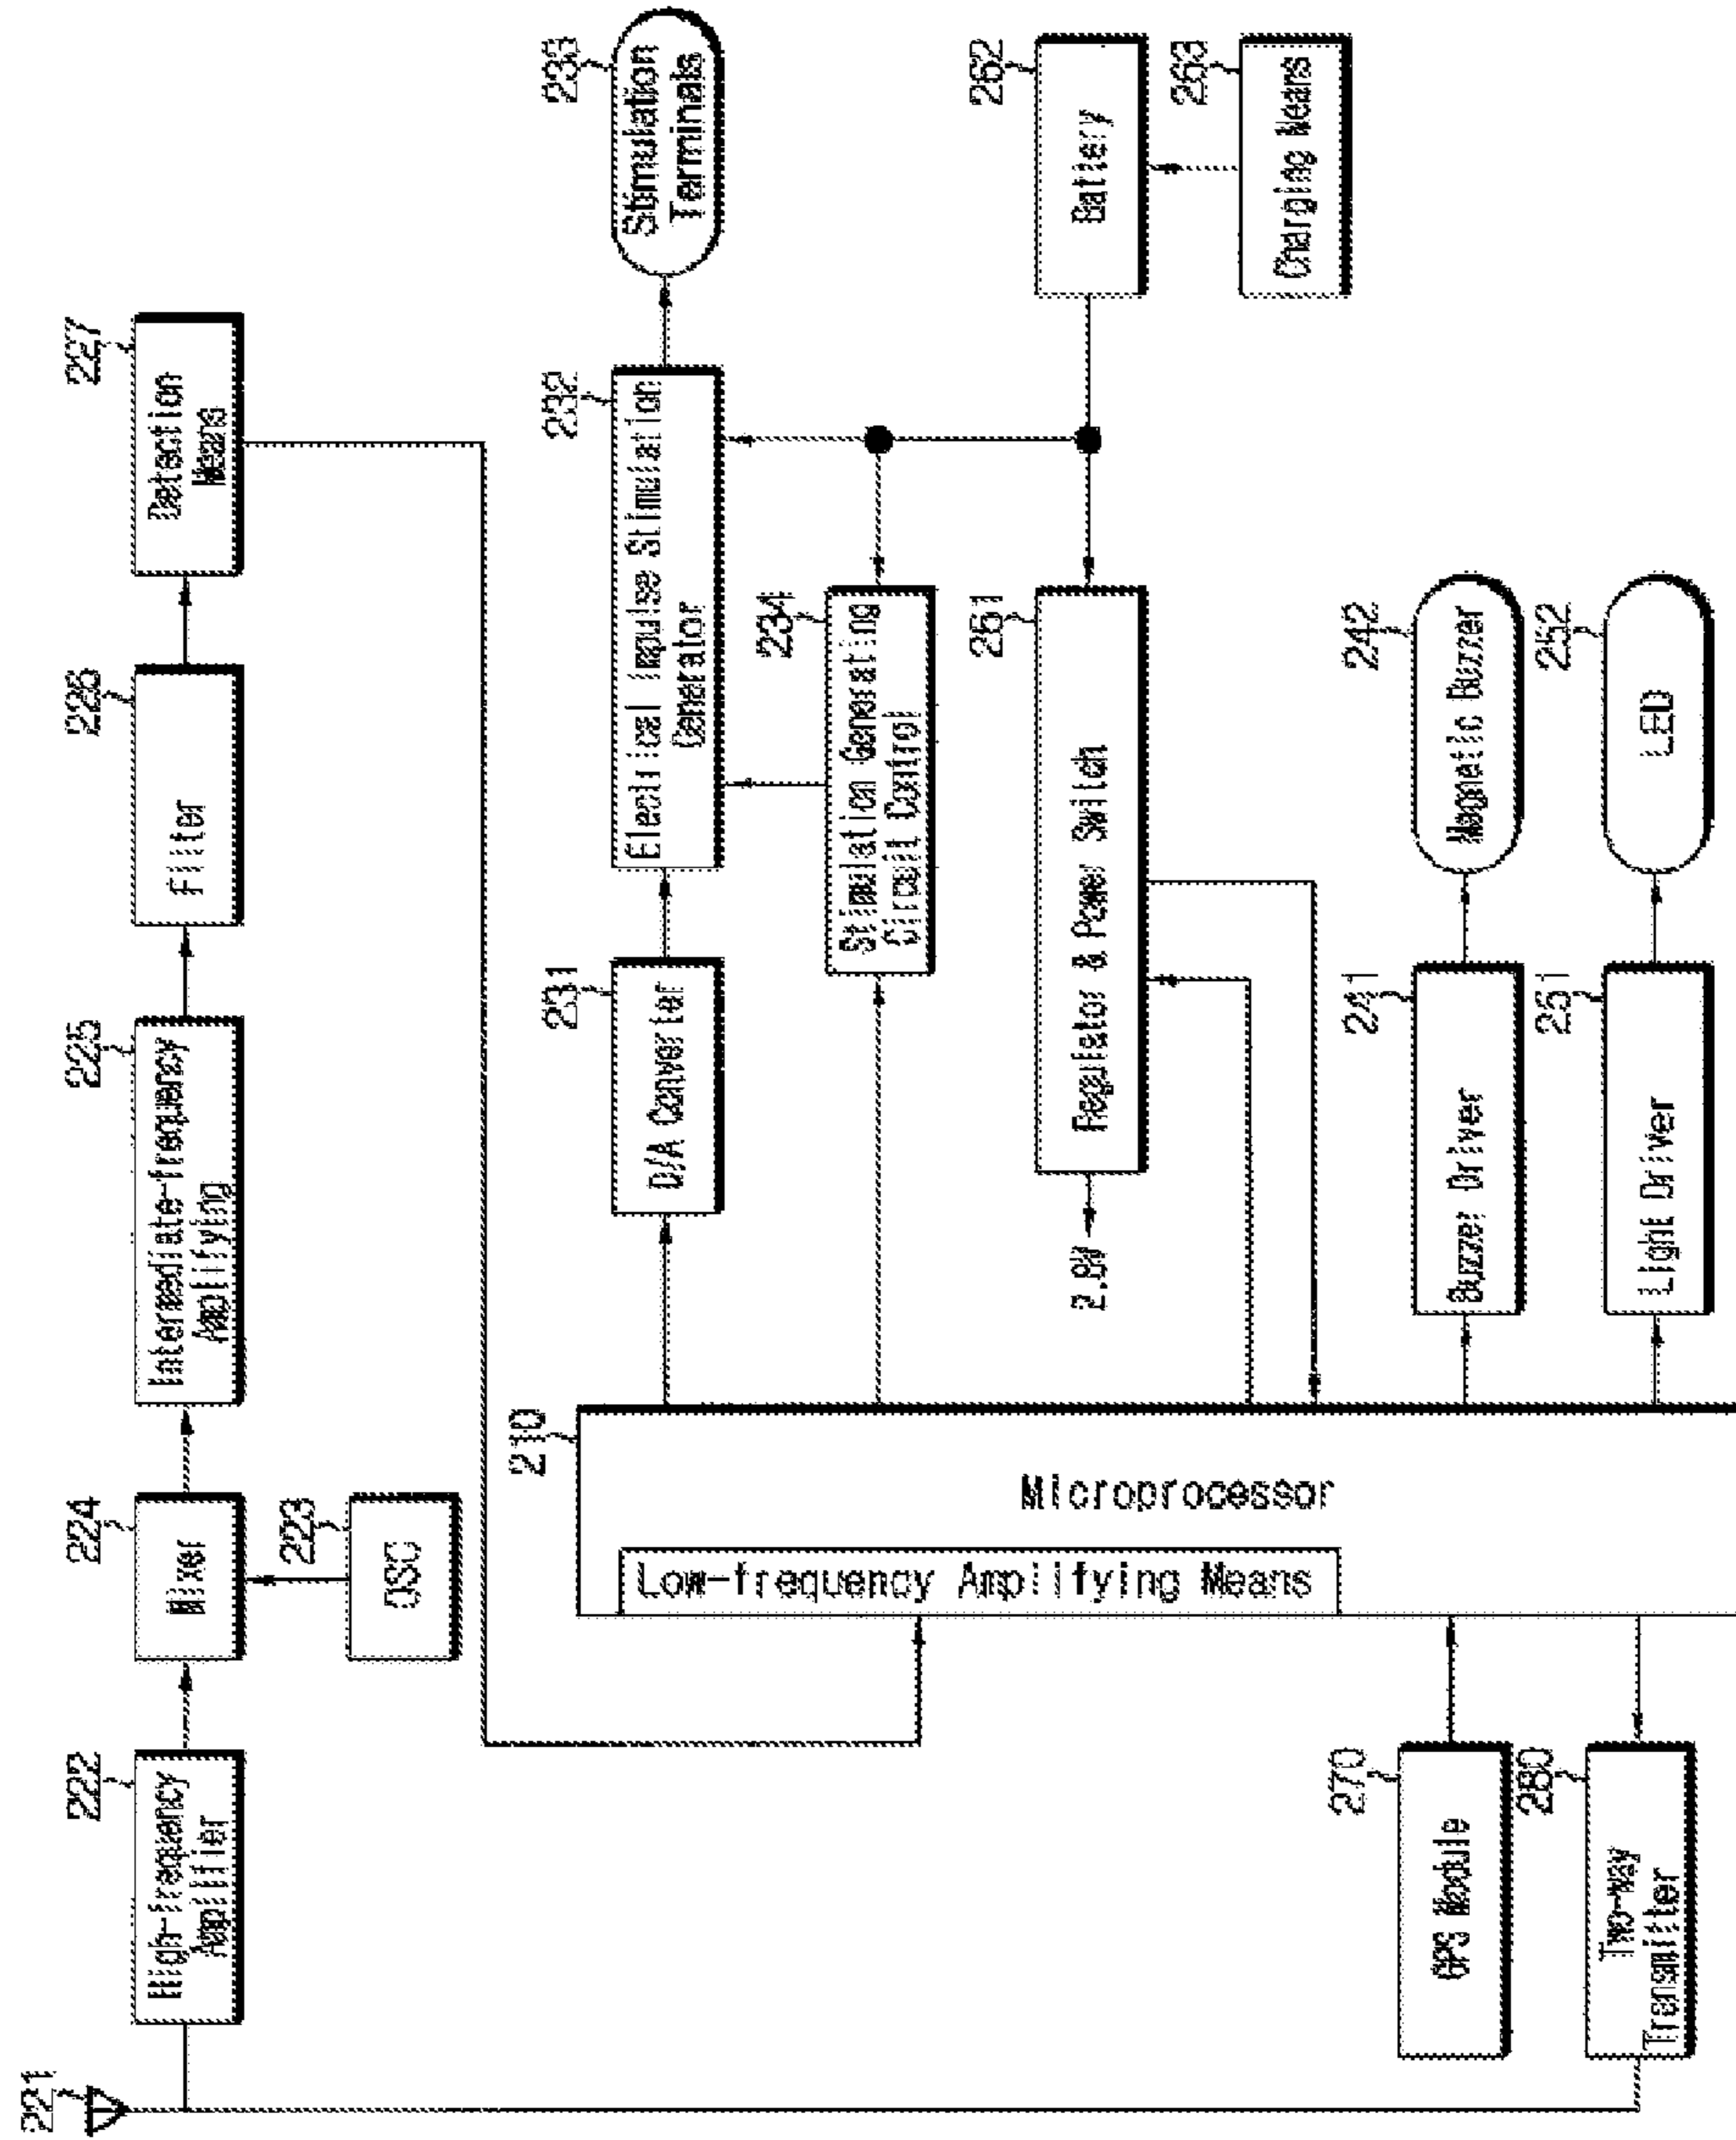 221
222
High-frequency
Amplifier
224
Mixer
223
OSC
225
Intermediate-frequency
Amplifying
226
Filter
227
Detection
Means
210
Microprocessor
Low-frequency Amplifying Means
231
D/A Converter
232
Electrical Impulse Stimulation
Generator
233
Stimulation
Terminals
234
Stimulation Generating
Circuit Control
261
Regulator & Power Switch
262
Battery
263
Charging Means
241
Buzzer Driver
242
Magnetic Buzzer
251
Light Driver
252
LED
270
GPS Module
280
Two-way
Transmitter